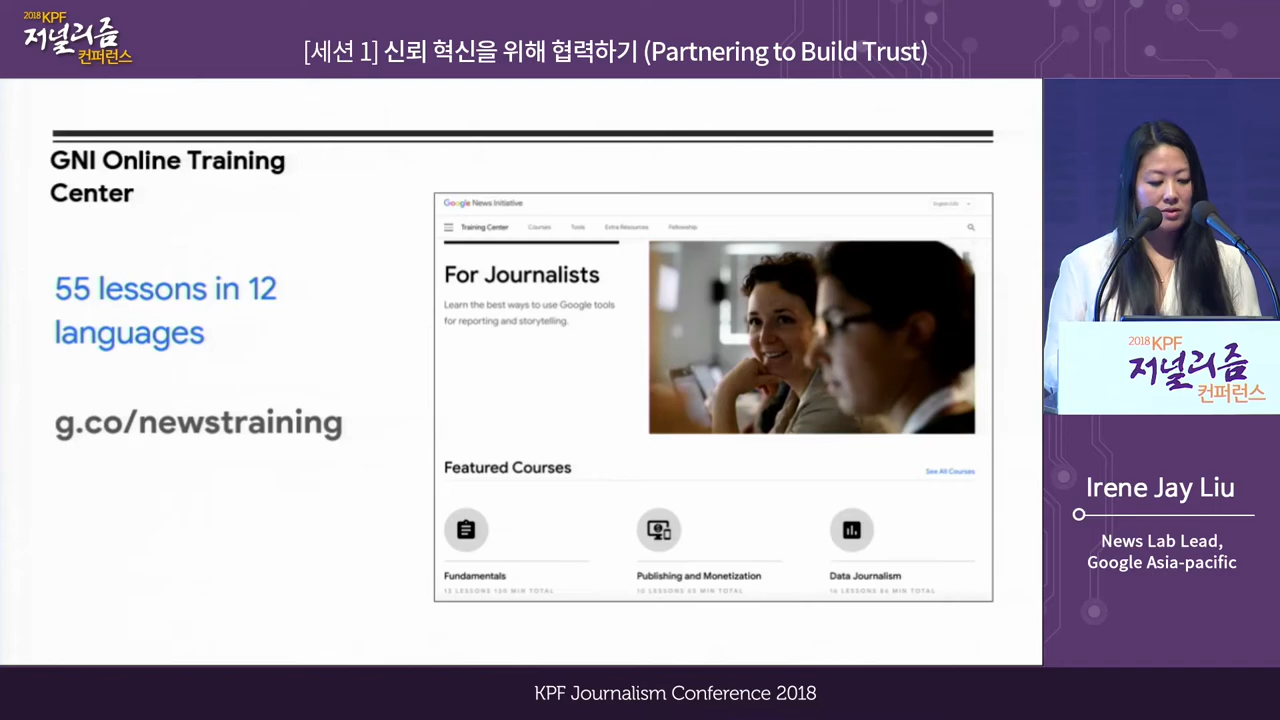 2018 KPF
저널리즘
컨퍼런스
[세션 1] 신뢰 혁신을 위해 협력하기 (Partnering to Build Trust)
GNI Online Training
Center
55 lessons in 12
languages
g.co/newstraining
Google News Initiative
Training Center Courses Tools Extra Resources Fellowship
For Journalists
Learn the best ways to use Google tools
for reporting and storytelling.
Featured Courses
See All Courses
Fundamentals
Publishing and Monetization
Data Journalism
2018 KPF
저널리즘
컨퍼런스
Irene Jay Liu
News Lab Lead,
Google Asia-pacific
KPF Journalism Conference 2018